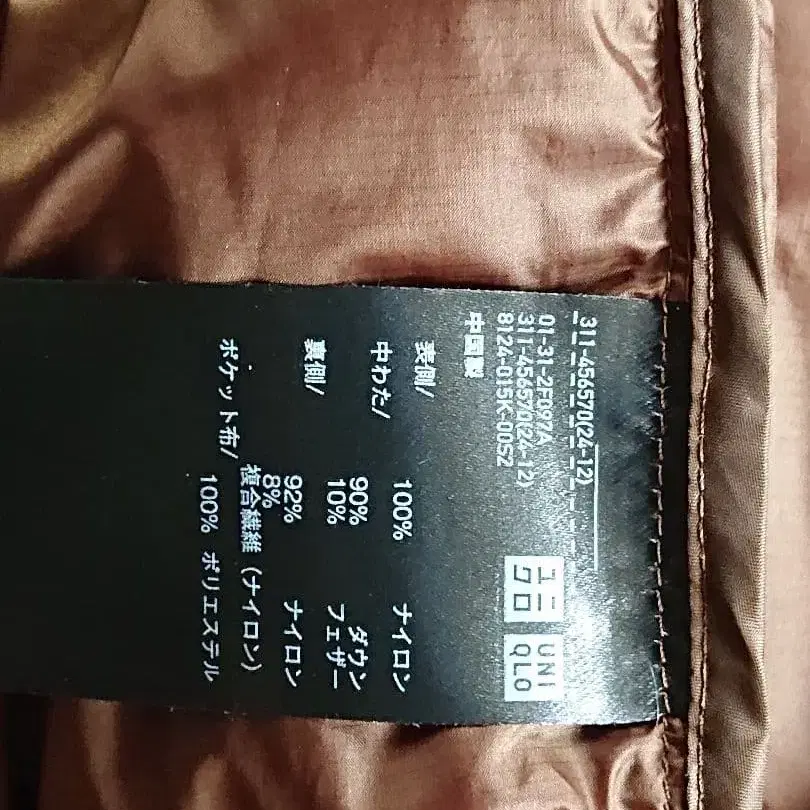 311-456570(24-12)
ユニクロ
UNIQLO
01-31-2F097A
311-456570(24-12)
8124-015K-00S2
中国製
表側/ 100% ナイロン
中わた/ 90% ダウン
10% フェザー
裏側/ 92% ナイロン
8%
複合繊維 (ナイロン)
ポケット布/ 100% ポリエステル